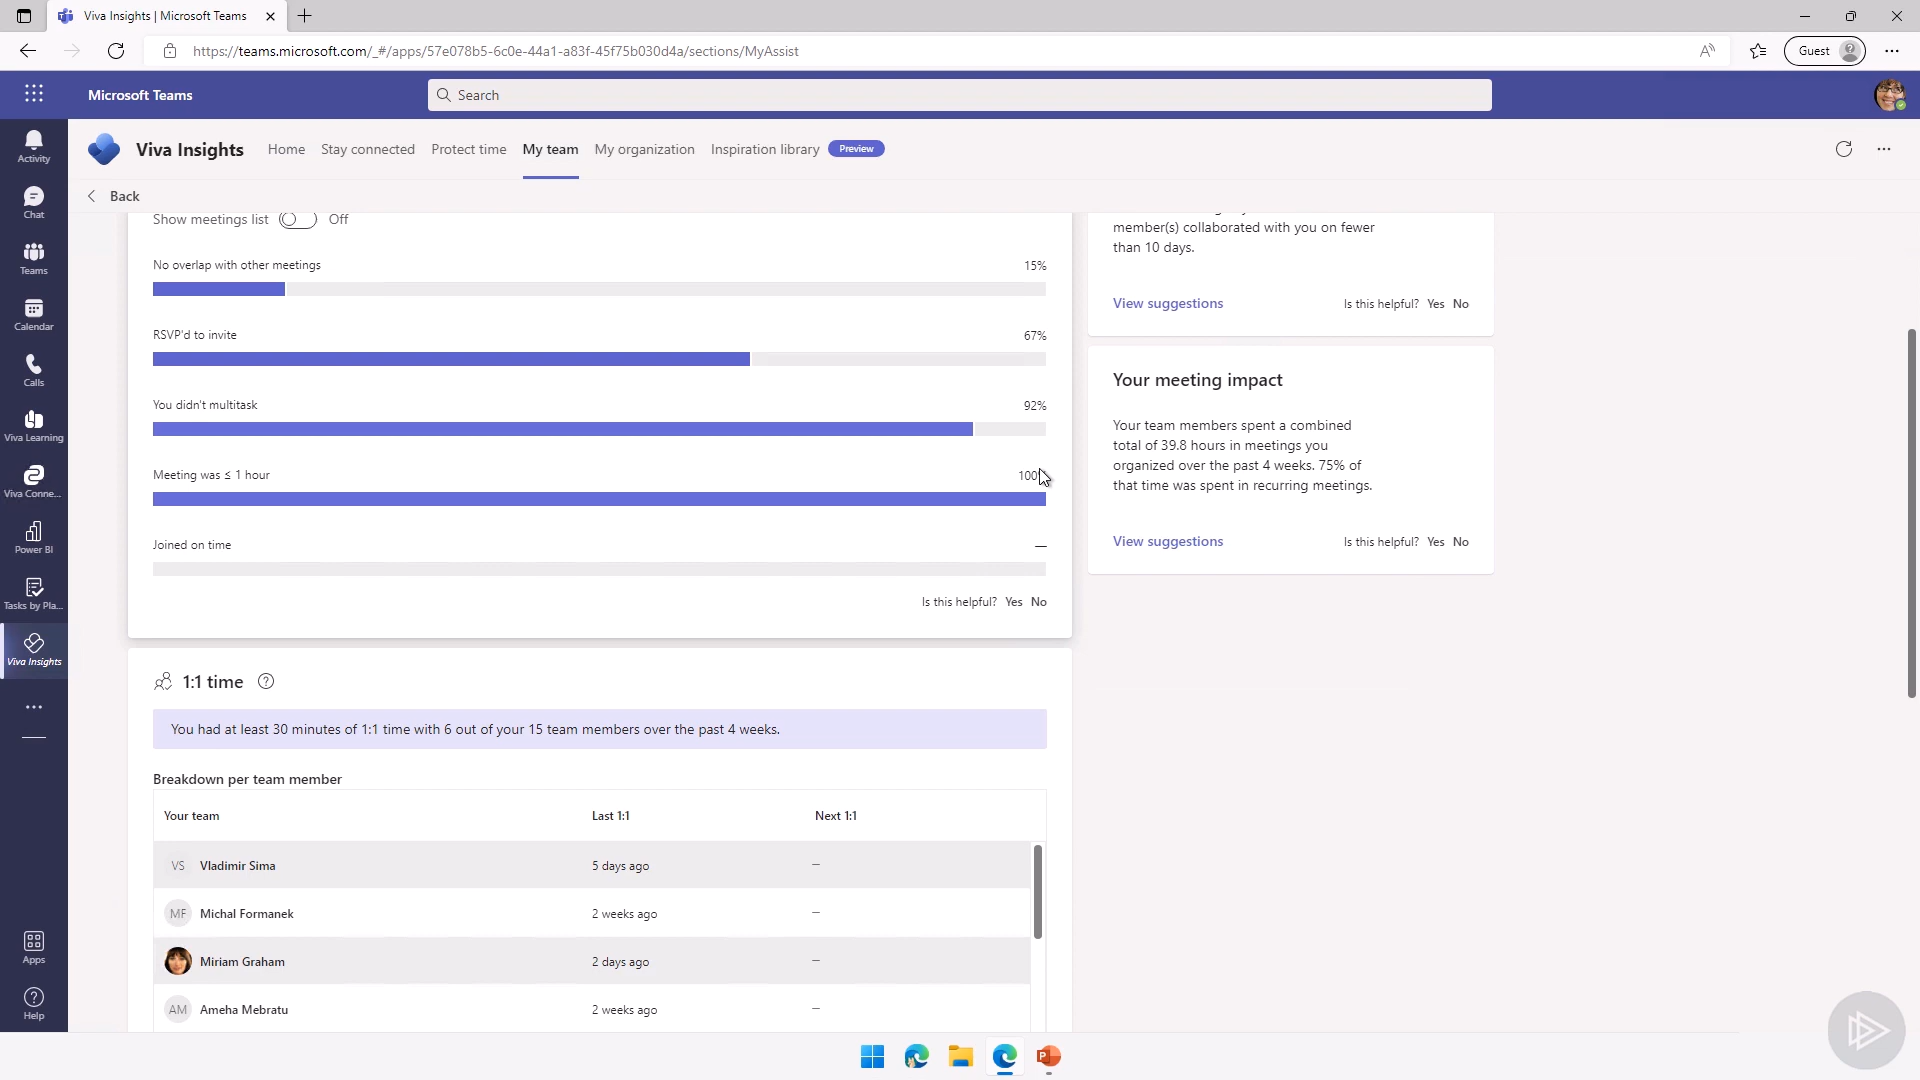 Viva Insights | Microsoft Teams
https://teams.microsoft.com/_#/apps/57e078b5-6c0e-44a1-a83f-45f75b030d4a/sections/MyAssist
Guest
Microsoft Teams
Search
Viva Insights
Home
Stay connected
Protect time
My team
My organization
Inspiration library
Preview
Back
Activity
Chat
Teams
Calendar
Calls
Viva Learning
Viva Conne...
Power BI
Tasks by Pla...
Viva Insights
Apps
Help
Show meetings list Off
No overlap with other meetings 15%
RSVP'd to invite 67%
You didn't multitask 92%
Meeting was ≤ 1 hour 100%
Joined on time —
Is this helpful? Yes No
1:1 time
You had at least 30 minutes of 1:1 time with 6 out of your 15 team members over the past 4 weeks.
Breakdown per team member
Your team Last 1:1 Next 1:1
VS Vladimir Sima 5 days ago –
MF Michal Formanek 2 weeks ago –
Miriam Graham 2 days ago –
AM Ameha Mebratu 2 weeks ago –
member(s) collaborated with you on fewer
than 10 days.
View suggestions Is this helpful? Yes No
Your meeting impact
Your team members spent a combined
total of 39.8 hours in meetings you
organized over the past 4 weeks. 75% of
that time was spent in recurring meetings.
View suggestions Is this helpful? Yes No